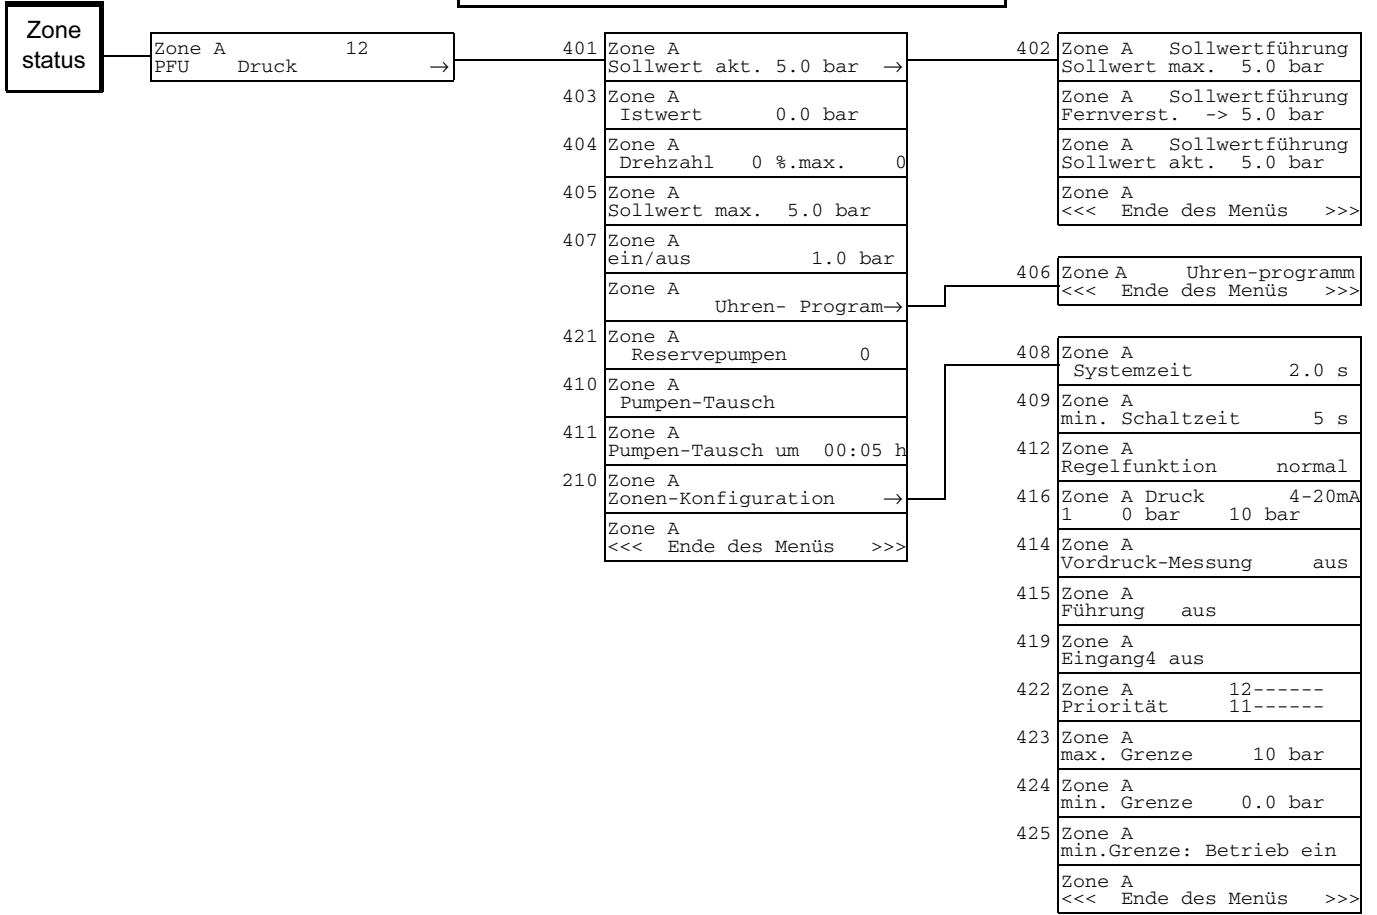 Zone
status
Zone A 12
PFU Druck →
401 Zone A
Sollwert akt. 5.0 bar →
403 Zone A
Istwert 0.0 bar
404 Zone A
Drehzahl 0 %.max. 0
405 Zone A
Sollwert max. 5.0 bar
407 Zone A
ein/aus 1.0 bar
Zone A
Uhren- Program→
421 Zone A
Reservepumpen 0
410 Zone A
Pumpen-Tausch
411 Zone A
Pumpen-Tausch um 00:05 h
210 Zone A
Zonen-Konfiguration →
Zone A
<<< Ende des Menüs >>>
402 Zone A Sollwertführung
Sollwert max. 5.0 bar
Zone A Sollwertführung
Fernverst. -> 5.0 bar
Zone A Sollwertführung
Sollwert akt. 5.0 bar
Zone A
<<< Ende des Menüs >>>
406 Zone A Uhren-programm
<<< Ende des Menüs >>>
408 Zone A
Systemzeit 2.0 s
409 Zone A
min. Schaltzeit 5 s
412 Zone A
Regelfunktion normal
416 Zone A Druck 4-20mA
1 0 bar 10 bar
414 Zone A
Vordruck-Messung aus
415 Zone A
Führung aus
419 Zone A
Eingang4 aus
422 Zone A 12------
Priorität 11------
423 Zone A
max. Grenze 10 bar
424 Zone A
min. Grenze 0.0 bar
425 Zone A
min.Grenze: Betrieb ein
Zone A
<<< Ende des Menüs >>>